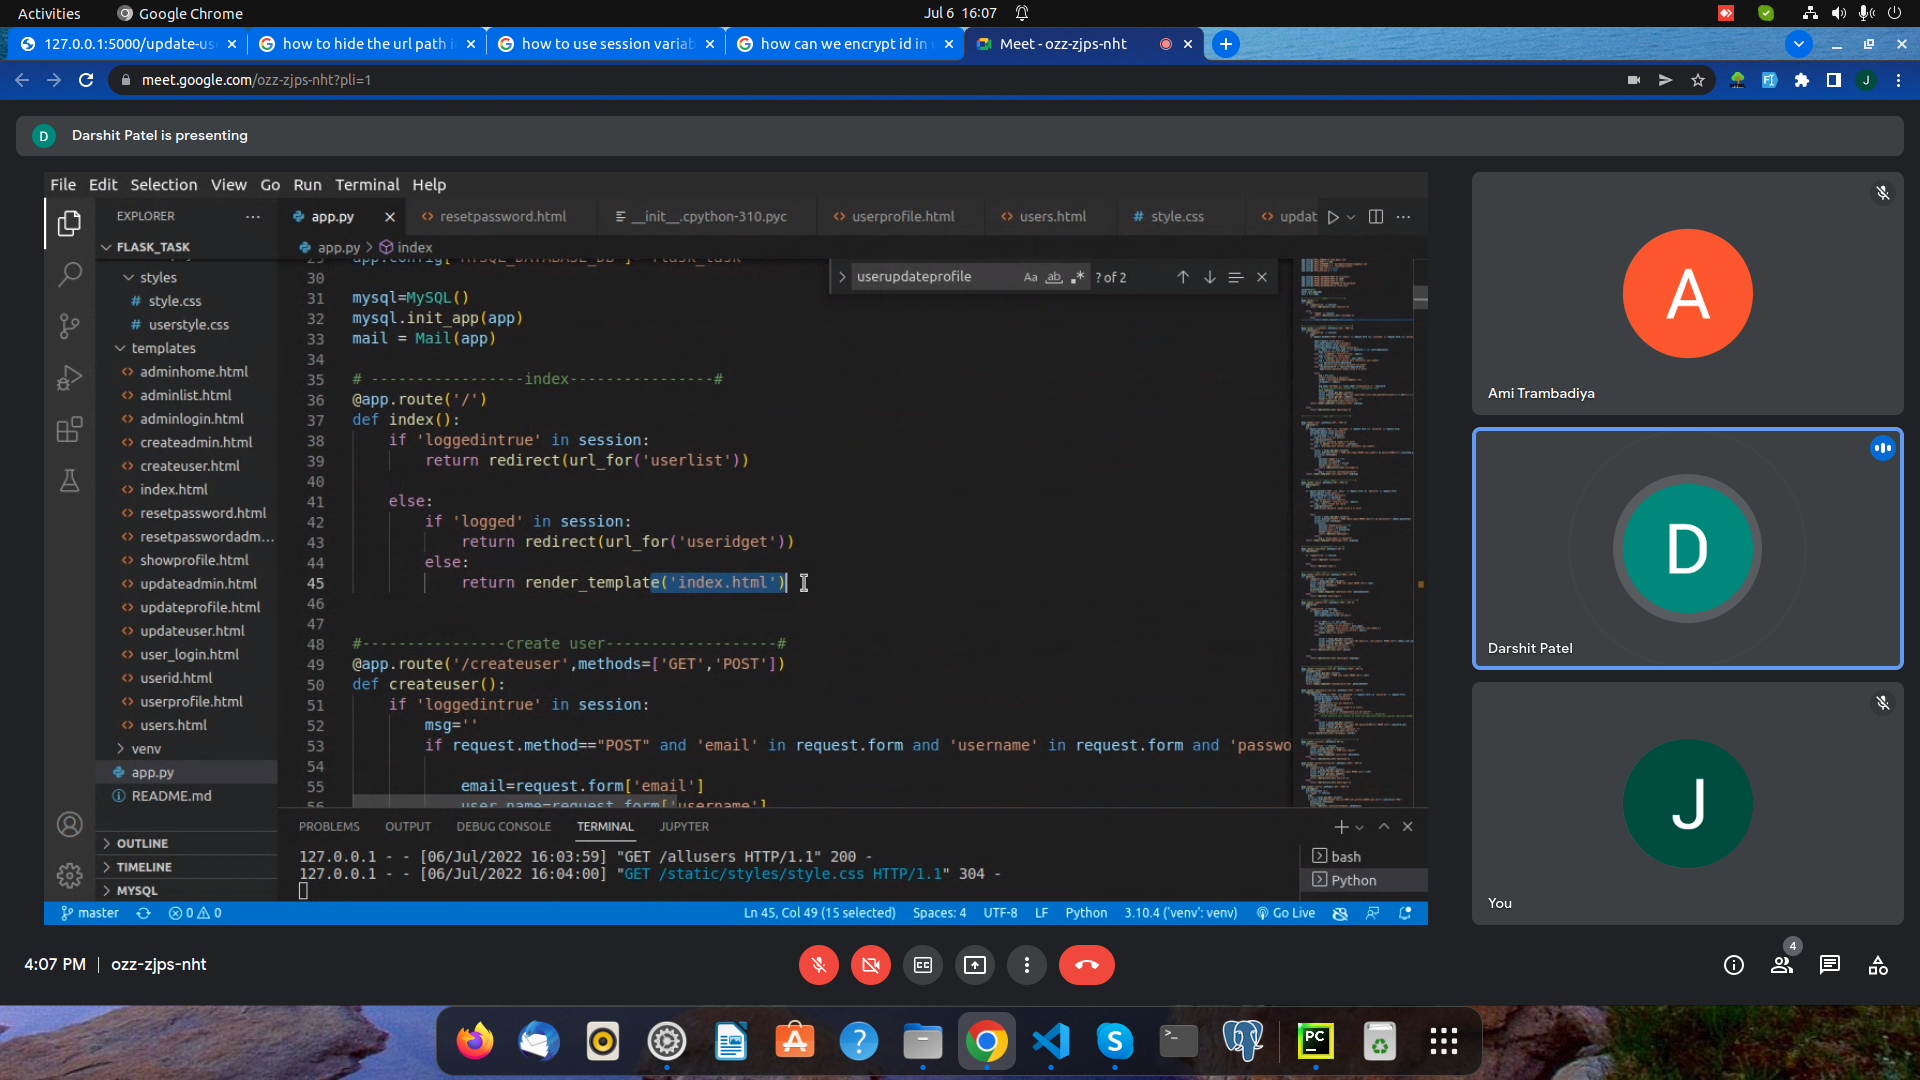 Activities
Google Chrome
Jul 6 16:07
127.0.0.1:5000/update-us
how to hide the url path i
how to use session variab
how can we encrypt id in
Meet - ozz-zjps-nht
meet.google.com/ozz-zjps-nht?pli=1
J
D
Darshit Patel is presenting
File Edit Selection View Go Run Terminal Help
EXPLORER
app.py
resetpassword.html
__init__.cpython-310.pyc
userprofile.html
users.html
style.css
updat
FLASK_TASK
app.py > index
styles
style.css
userstyle.css
templates
adminhome.html
adminlist.html
adminlogin.html
createadmin.html
createuser.html
index.html
resetpassword.html
resetpasswordadm...
showprofile.html
updateadmin.html
updateprofile.html
updateuser.html
user_login.html
userid.html
userprofile.html
users.html
venv
app.py
README.md
OUTLINE
TIMELINE
MYSQL
userupdateprofile
Aa ab .* ? of 2
30
31 mysql=MySQL()
32 mysql.init_app(app)
33 mail = Mail(app)
34
35 # -----------------index----------------#
36 @app.route('/')
37 def index():
38 if 'loggedintrue' in session:
39 return redirect(url_for('userlist'))
40
41 else:
42 if 'logged' in session:
43 return redirect(url_for('useridget'))
44 else:
45 return render_template('index.html')
46
47
48 #----------------create user-------------------#
49 @app.route('/createuser',methods=['GET','POST'])
50 def createuser():
51 if 'loggedintrue' in session:
52 msg=''
53 if request.method=="POST" and 'email' in request.form and 'username' in request.form and 'passwo
54
55 email=request.form['email']
56 user_name=request.form['username']
PROBLEMS OUTPUT DEBUG CONSOLE TERMINAL JUPYTER
127.0.0.1 - - [06/Jul/2022 16:03:59] "GET /allusers HTTP/1.1" 200 -
127.0.0.1 - - [06/Jul/2022 16:04:00] "GET /static/styles/style.css HTTP/1.1" 304 -
bash
Python
master
0 0
Ln 45, Col 49 (15 selected)
Spaces: 4
UTF-8
LF
Python
3.10.4 ('venv': venv)
Go Live
A
Ami Trambadiya
D
Darshit Patel
J
You
4:07 PM | ozz-zjps-nht
4
PC